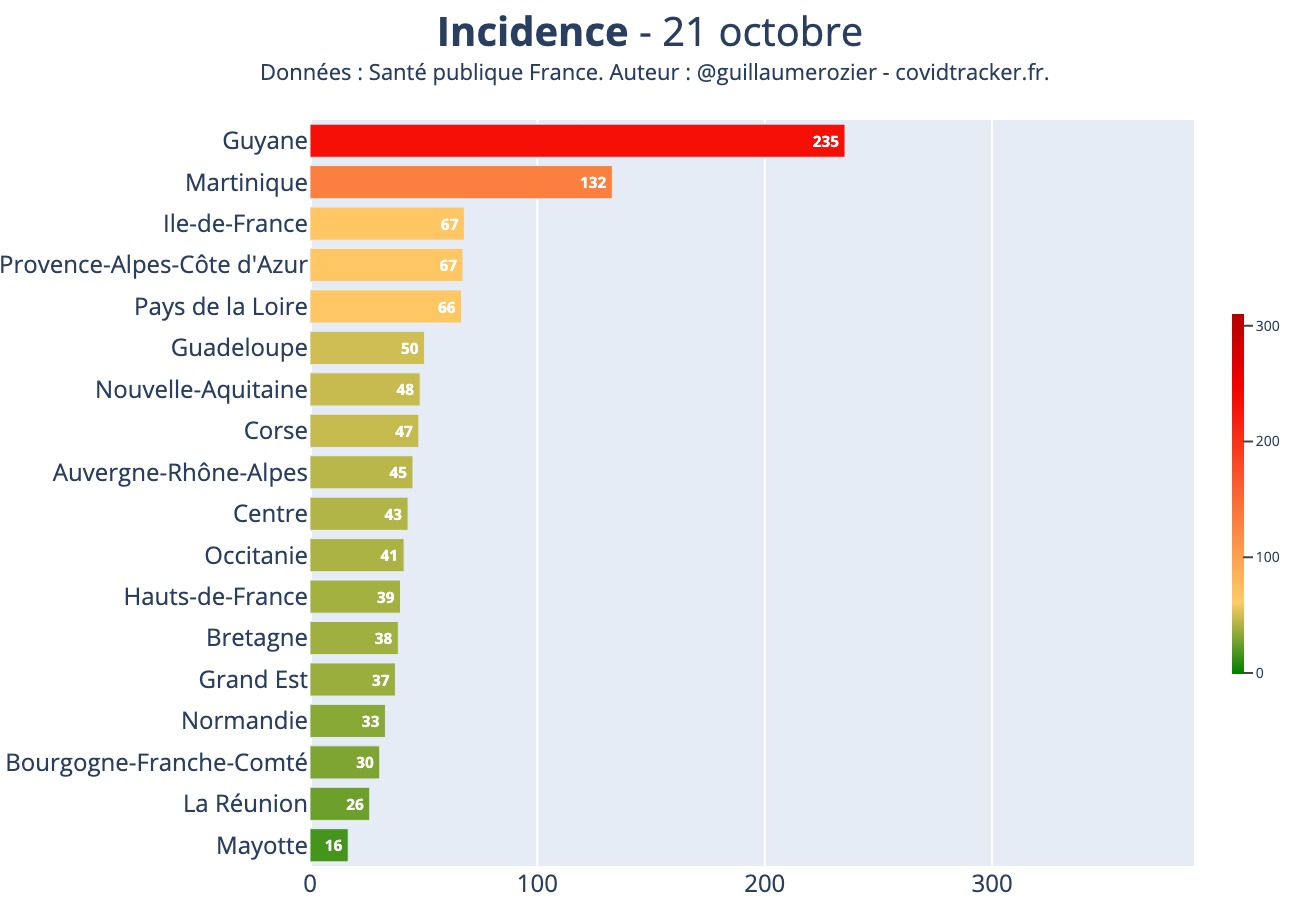 Incidence - 21 octobre
Données : Santé publique France. Auteur : @guillaumerozier - covidtracker.fr.
Guyane 235
Martinique 132
Ile-de-France 67
Provence-Alpes-Côte d'Azur 67
Pays de la Loire 66
Guadeloupe 50
Nouvelle-Aquitaine 48
Corse 47
Auvergne-Rhône-Alpes 45
Centre 43
Occitanie 41
Hauts-de-France 39
Bretagne 38
Grand Est 37
Normandie 33
Bourgogne-Franche-Comté 30
La Réunion 26
Mayotte 16
0 100 200 300
300
200
100
0